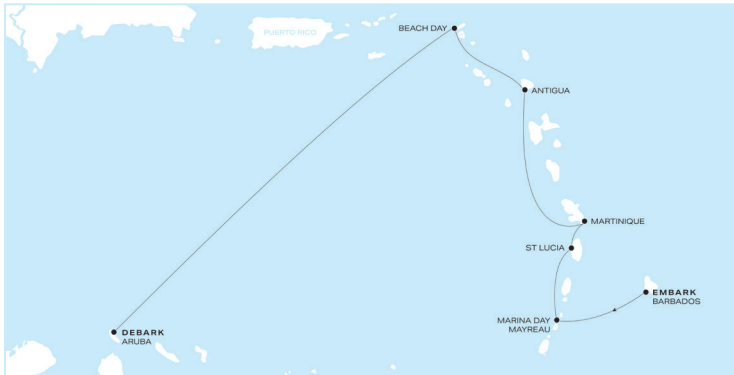 BEACH DAY
PUERTO RICO
ANTIGUA
MARTINIQUE
ST LUCIA
EMBARK
BARBADOS
MARINA DAY
MAYREAU
DEBARK
ARUBA